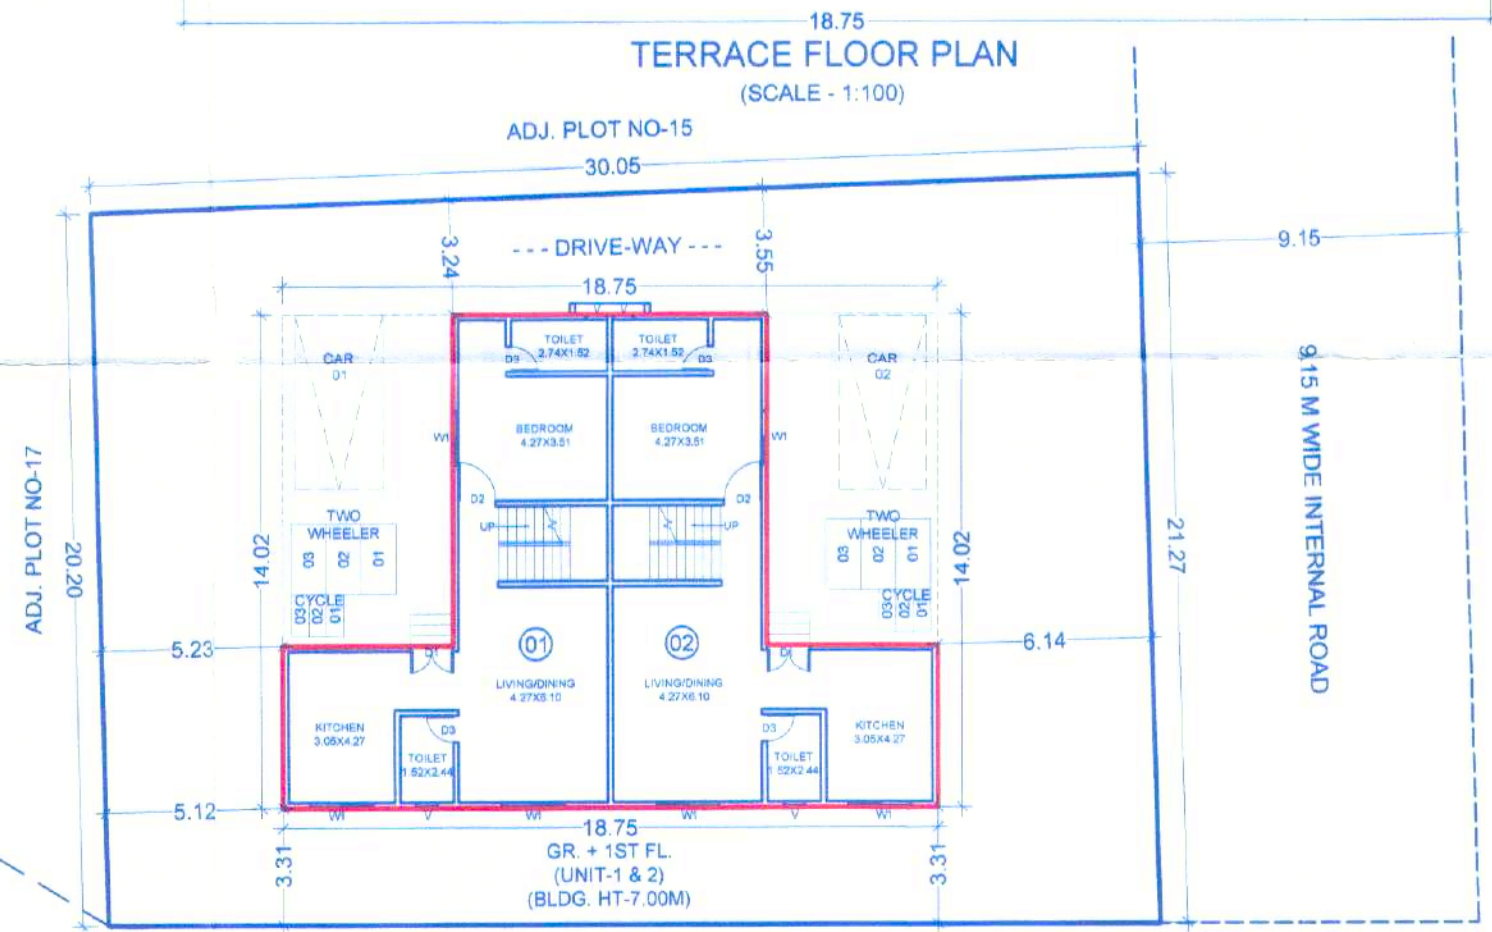 18.75
TERRACE FLOOR PLAN
(SCALE - 1:100)
ADJ. PLOT NO-15
30.05
3.24
--- DRIVE-WAY ---
3.55
9.15
18.75
TOILET
2.74X1.52
TOILET
2.74X1.52
D3
D3
CAR
01
CAR
02
BEDROOM
4.27X3.51
BEDROOM
4.27X3.51
W1
W1
D2
D2
UP
UP
TWO
WHEELER
03
02
01
TWO
WHEELER
03
02
01
CYCLE
03
02
01
CYCLE
03
02
01
14.02
14.02
ADJ. PLOT NO-17
20.20
21.27
9.15 M WIDE INTERNAL ROAD
5.23
6.14
01
02
D1
LIVING/DINING
4.27X6.10
LIVING/DINING
4.27X6.10
KITCHEN
3.05X4.27
KITCHEN
3.05X4.27
D3
D3
TOILET
1.52X2.44
TOILET
1.52X2.44
5.12
W1
V
W1
W1
V
W1
18.75
3.31
3.31
GR. + 1ST FL.
(UNIT-1 & 2)
(BLDG. HT-7.00M)